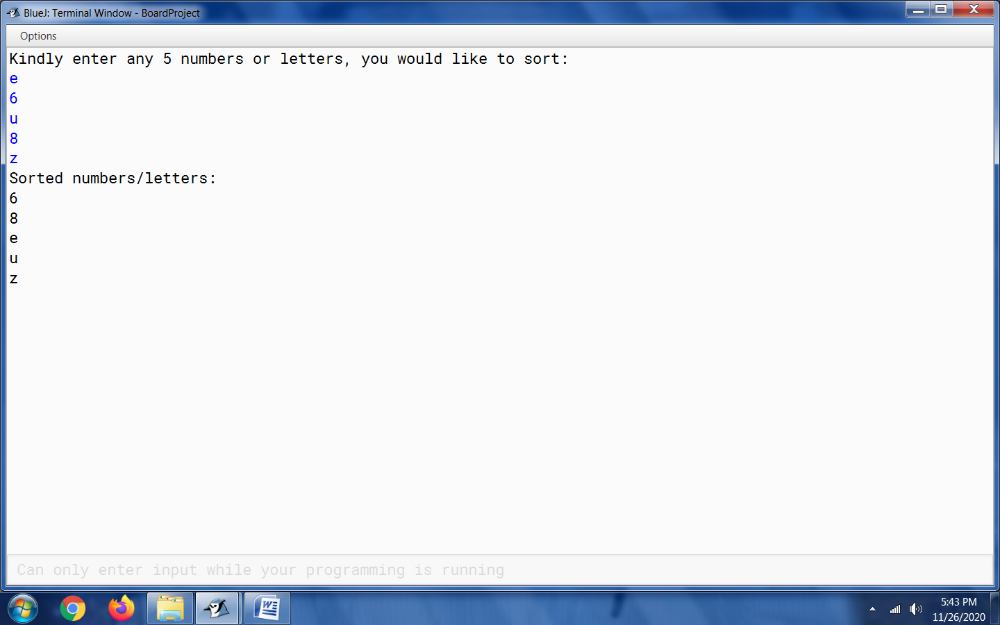 BlueJ: Terminal Window - BoardProject
Options
Kindly enter any 5 numbers or letters, you would like to sort:
e
6
u
8
z
Sorted numbers/letters:
6
8
e
u
z
Can only enter input while your programming is running
W
5:43 PM
11/26/2020